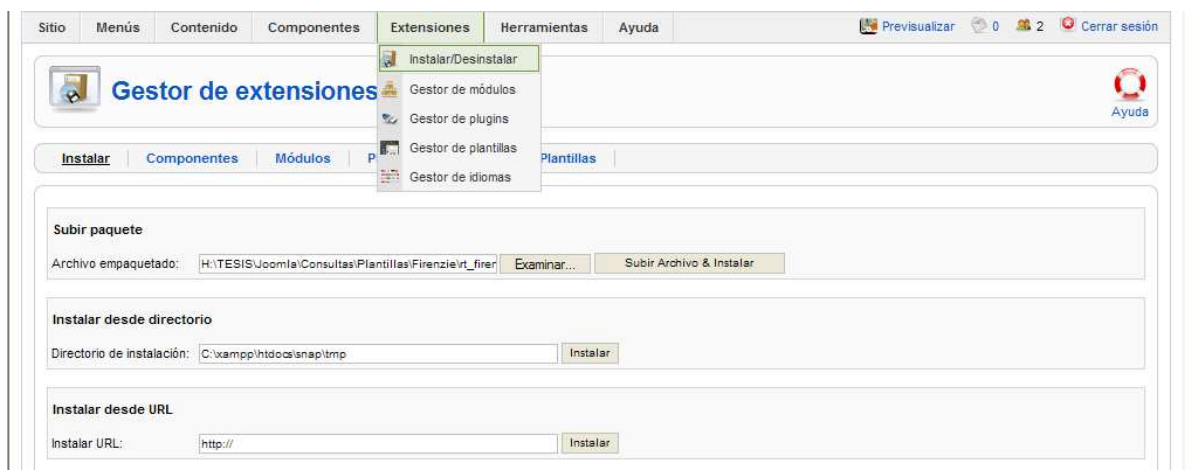 Sitio Menús Contenido Componentes Extensiones Herramientas Ayuda Previsualizar 0 2 Cerrar sesión
Instalar/Desinstalar
Gestor de extensiones
Gestor de módulos
Gestor de plugins
Ayuda
Gestor de plantillas
Instalar Componentes Módulos P Plantillas
Gestor de idiomas
Subir paquete
Archivo empaquetado: H:\TESIS\Joomla\Consultas\Plantillas\Firenzie\rt_firer Examinar... Subir Archivo & Instalar
Instalar desde directorio
Directorio de instalación: C:\xampp\htdocs\snap\tmp Instalar
Instalar desde URL
Instalar URL: http:// Instalar